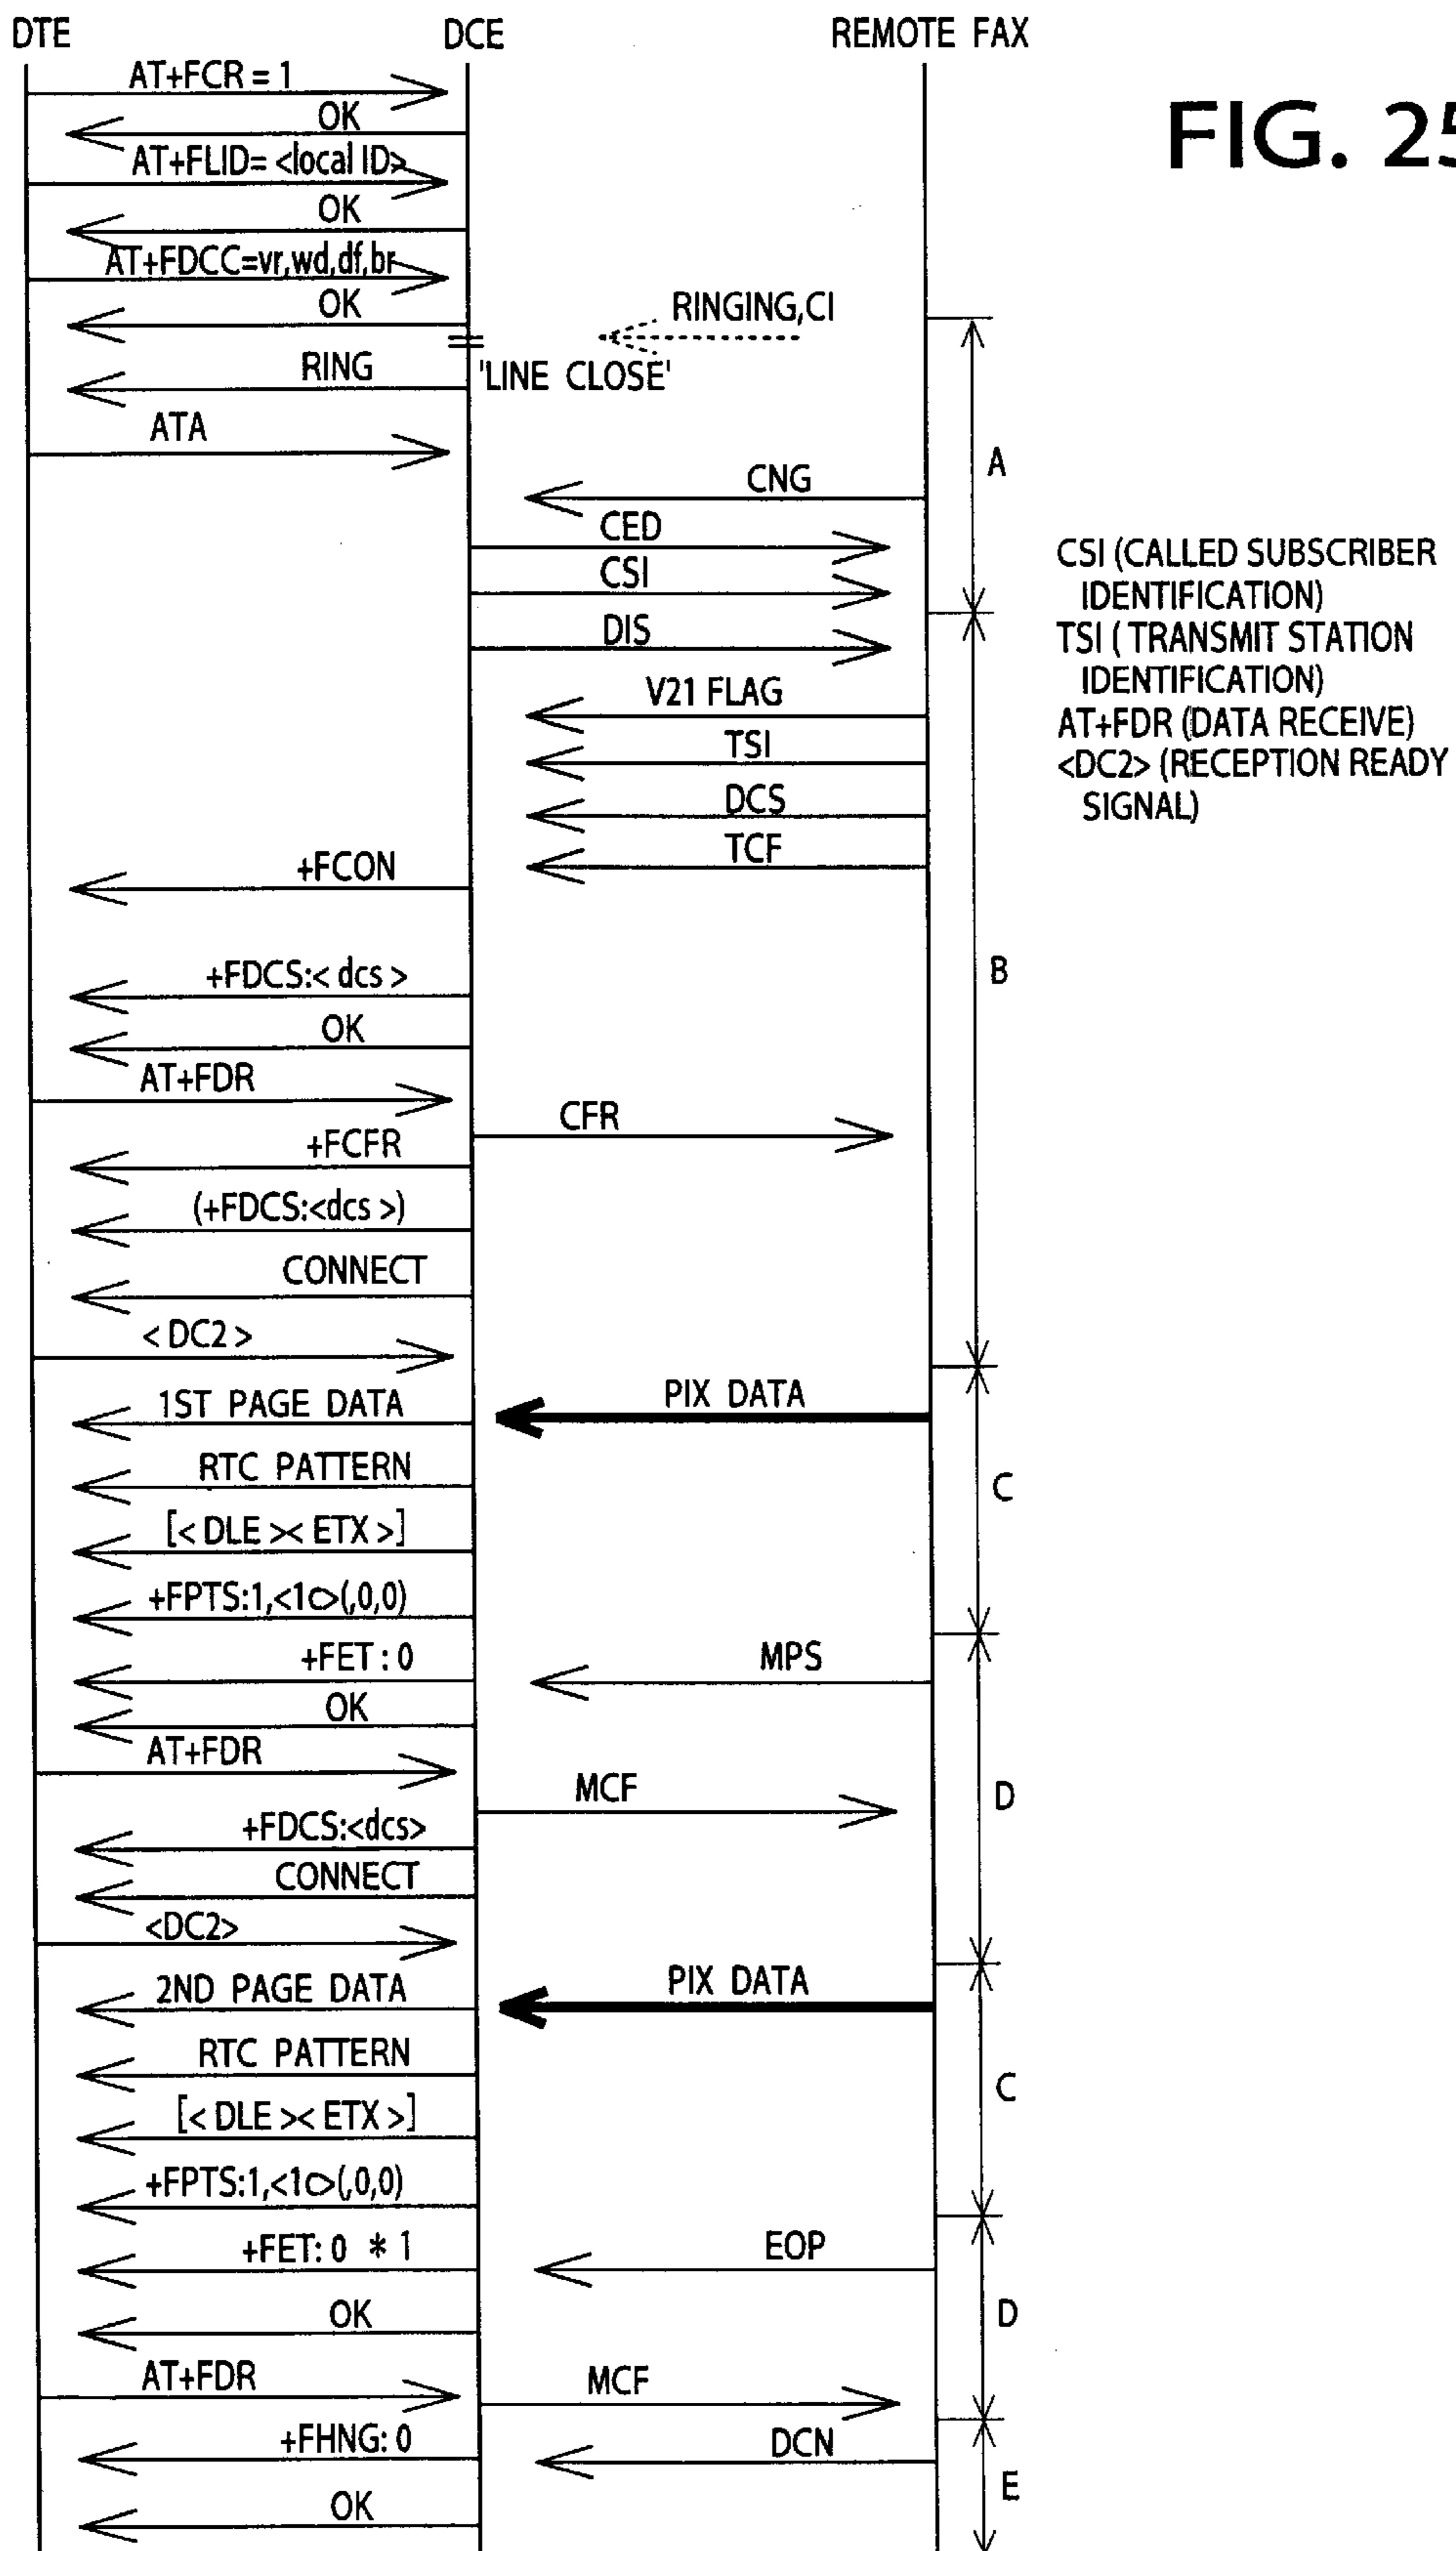 DTE DCE REMOTE FAX
FIG. 25
AT+FCR = 1
OK
AT+FLID= <local ID>
OK
AT+FDCC=vr,wd,df,br
OK
RINGING,CI
'LINE CLOSE'
RING
ATA
A
CNG
CED
CSI
DIS
CSI (CALLED SUBSCRIBER
IDENTIFICATION)
TSI ( TRANSMIT STATION
IDENTIFICATION)
AT+FDR (DATA RECEIVE)
<DC2> (RECEPTION READY
SIGNAL)
V21 FLAG
TSI
DCS
TCF
+FCON
B
+FDCS:< dcs >
OK
AT+FDR
CFR
+FCFR
(+FDCS:<dcs >)
CONNECT
< DC2 >
1ST PAGE DATA
PIX DATA
RTC PATTERN
C
[< DLE >< ETX >]
+FPTS:1,<1c>(,0,0)
+FET : 0
MPS
OK
AT+FDR
MCF
D
+FDCS:<dcs>
CONNECT
<DC2>
2ND PAGE DATA
PIX DATA
RTC PATTERN
C
[< DLE >< ETX >]
+FPTS:1,<1c>(,0,0)
+FET: 0 * 1
EOP
OK
D
AT+FDR
MCF
+FHNG: 0
DCN
E
OK